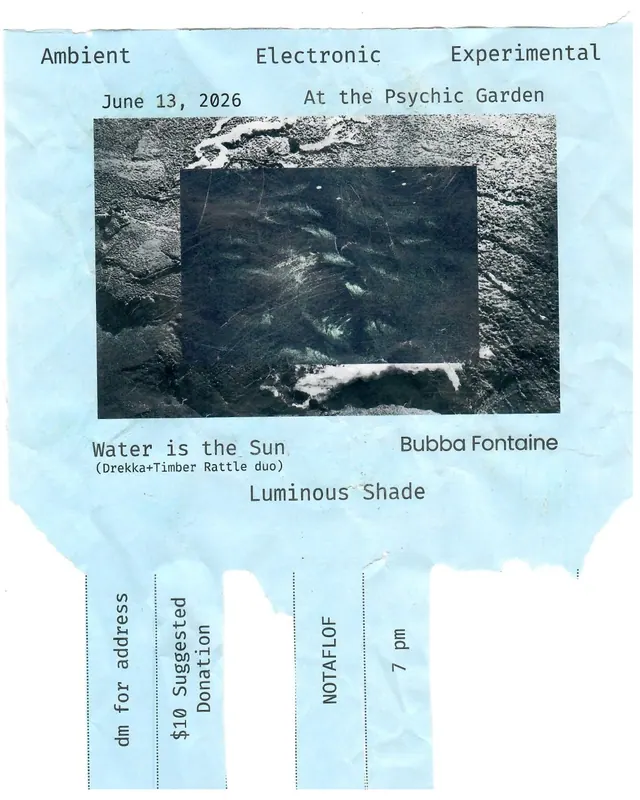 Ambient Electronic Experimental
June 13, 2026 At the Psychic Garden
Water is the Sun Bubba Fontaine
(Drekka+Timber Rattle duo)
Luminous Shade
dm for address
$10 Suggested
Donation
NOTAFLOF
7 pm